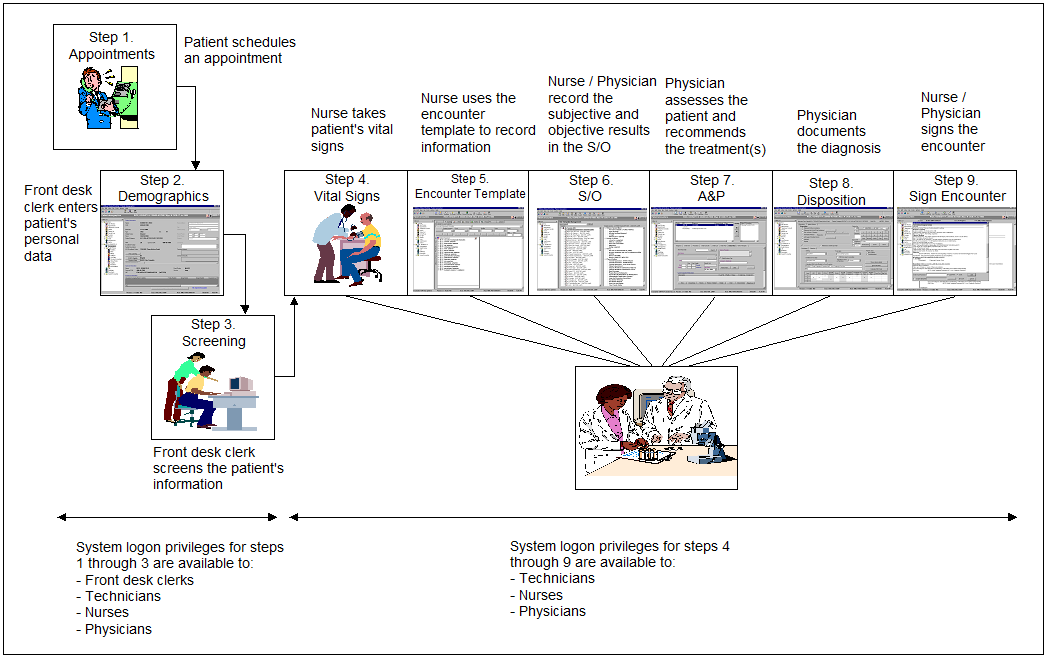 Step 1.
Appointments
Patient schedules
an appointment
Step 2.
Demographics
Front desk
clerk enters
patient's
personal
data
Step 3.
Screening
Front desk clerk
screens the patient's
information
Nurse takes
patient's vital
signs
Step 4.
Vital Signs
Nurse uses the
encounter
template to record
information
Step 5.
Encounter Template
Nurse / Physician
record the
subjective and
objective results
in the S/O
Step 6.
S/O
Physician
assesses the
patient and
recommends
the treatment(s)
Step 7.
A&P
Physician
documents
the diagnosis
Step 8.
Disposition
Nurse /
Physician
signs the
encounter
Step 9.
Sign Encounter
System logon privileges for steps
1 through 3 are available to:
- Front desk clerks
- Technicians
- Nurses
- Physicians
System logon privileges for steps 4
through 9 are available to:
- Technicians
- Nurses
- Physicians